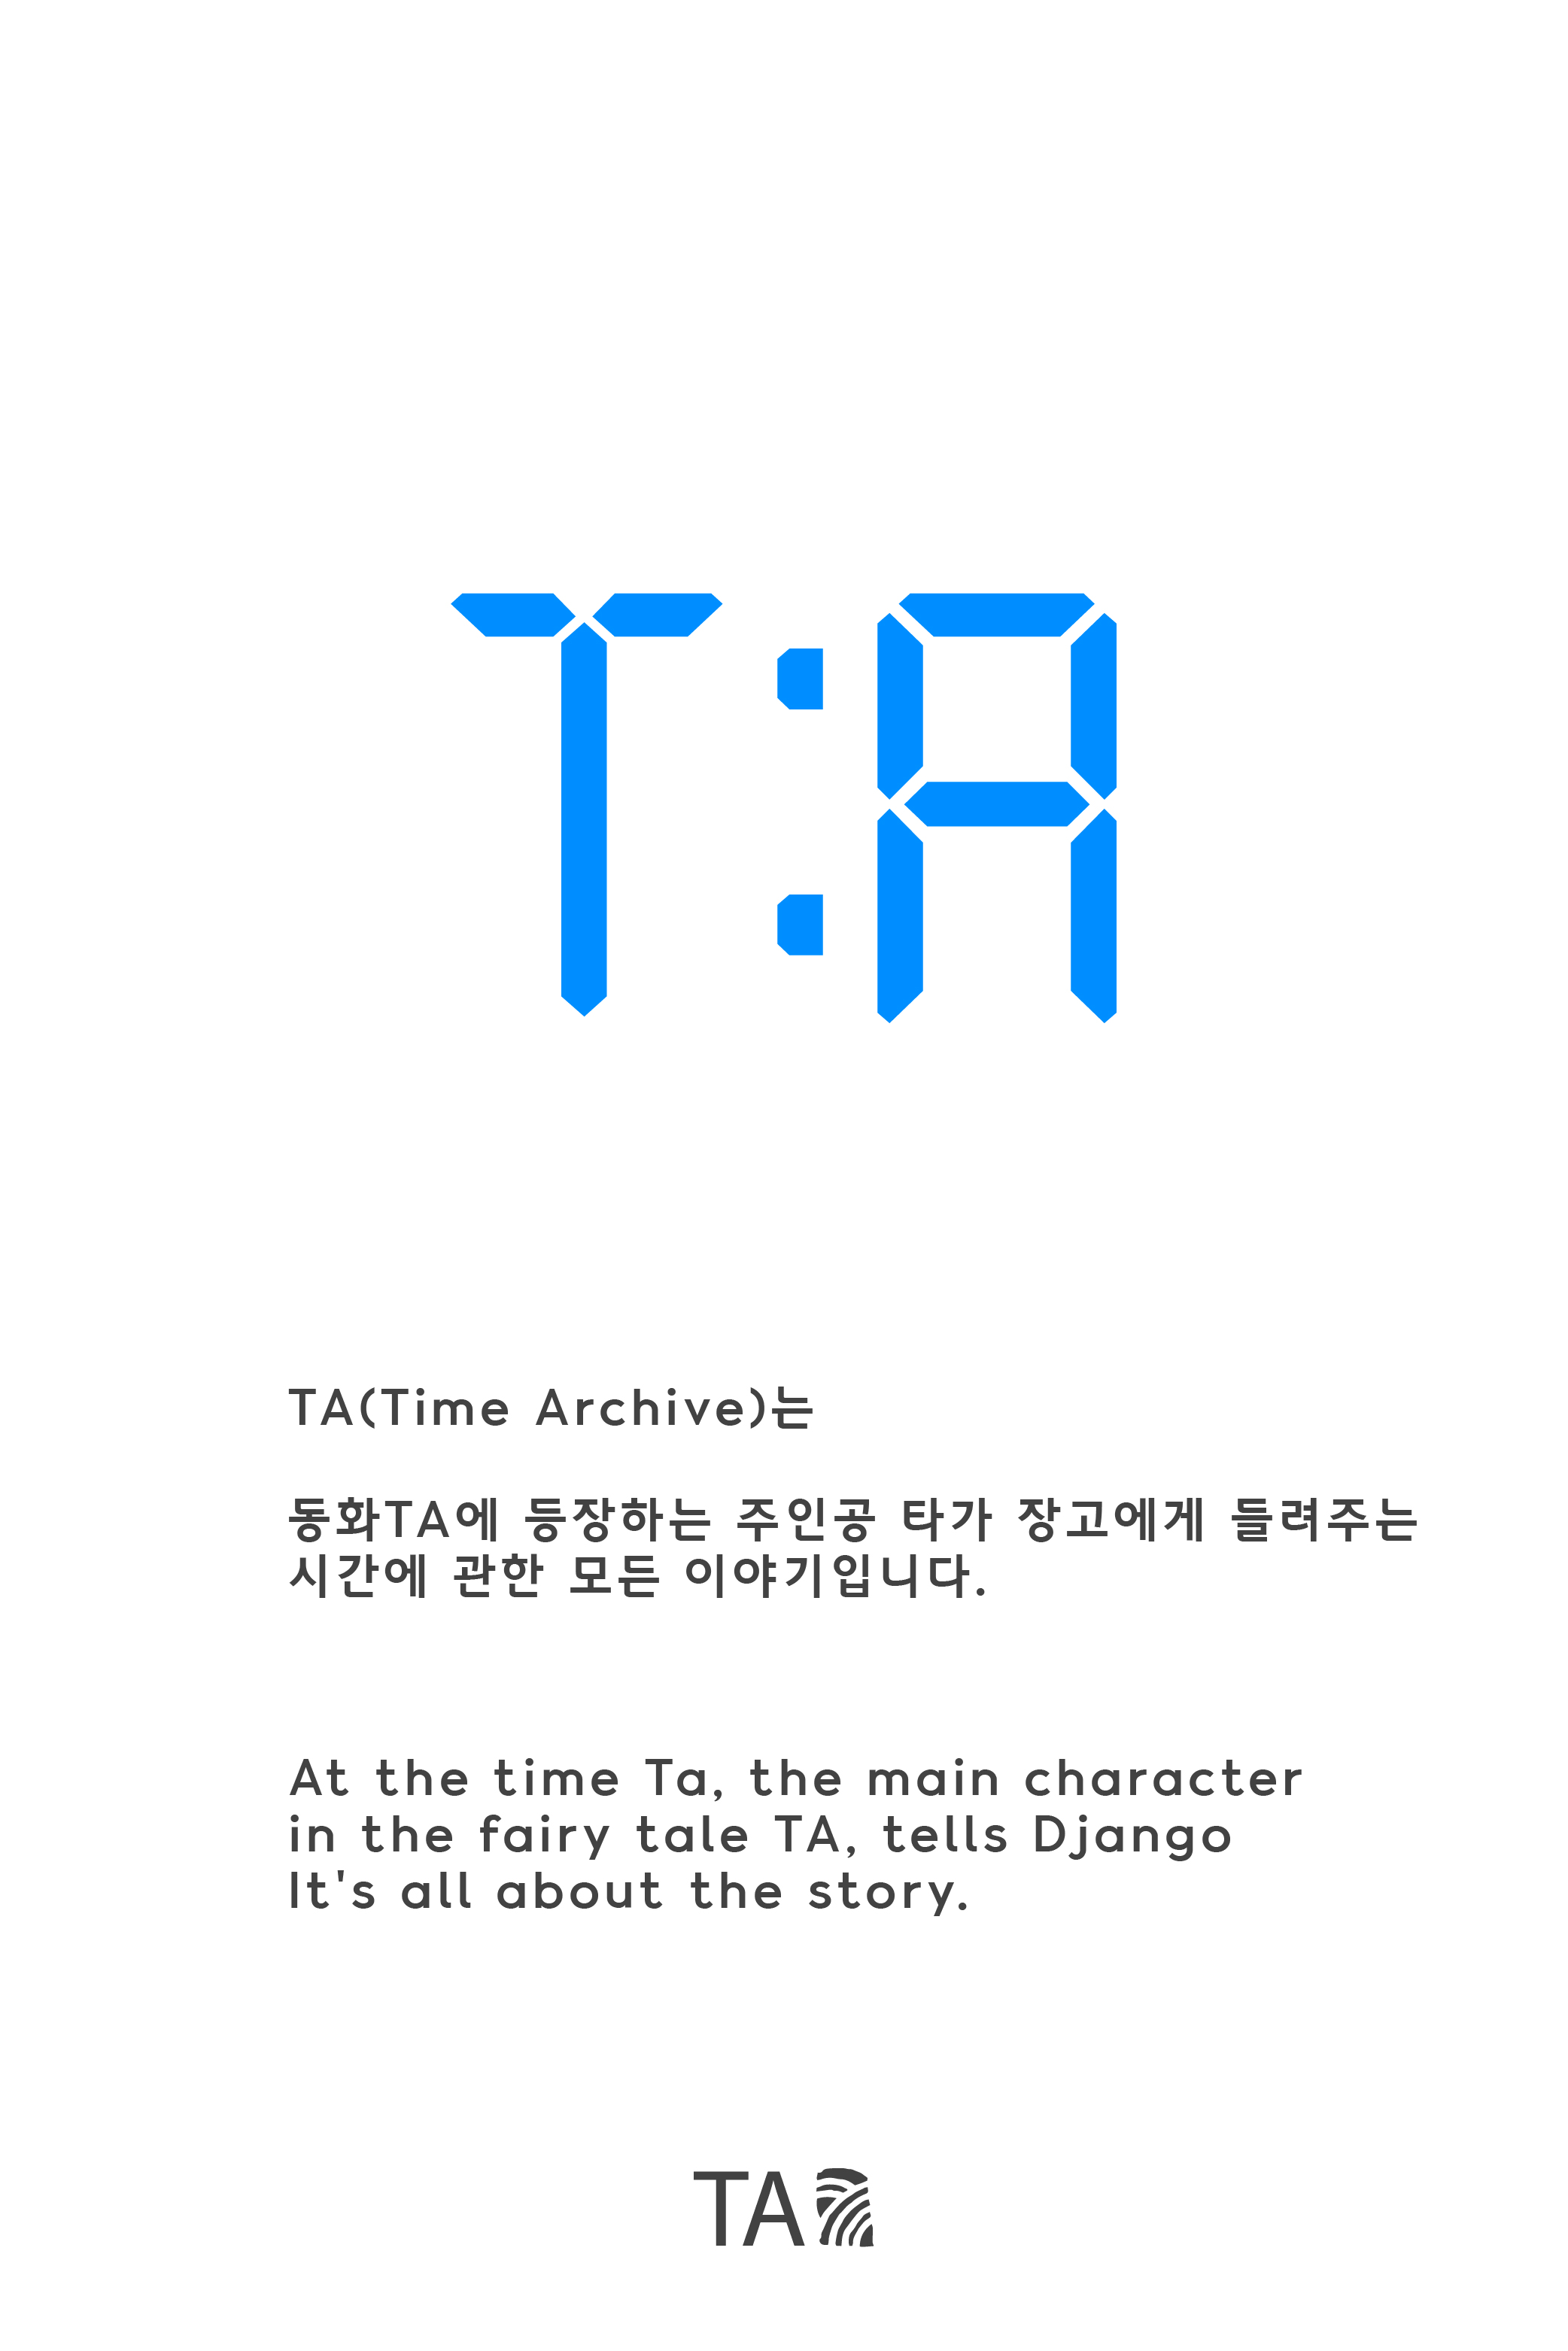 T:A
TA(Time Archive)는
동화TA에 등장하는 주인공 타가 장고에게 들려주는
시간에 관한 모든 이야기입니다.
At the time Ta, the main character
in the fairy tale TA, tells Django
It's all about the story.
TA